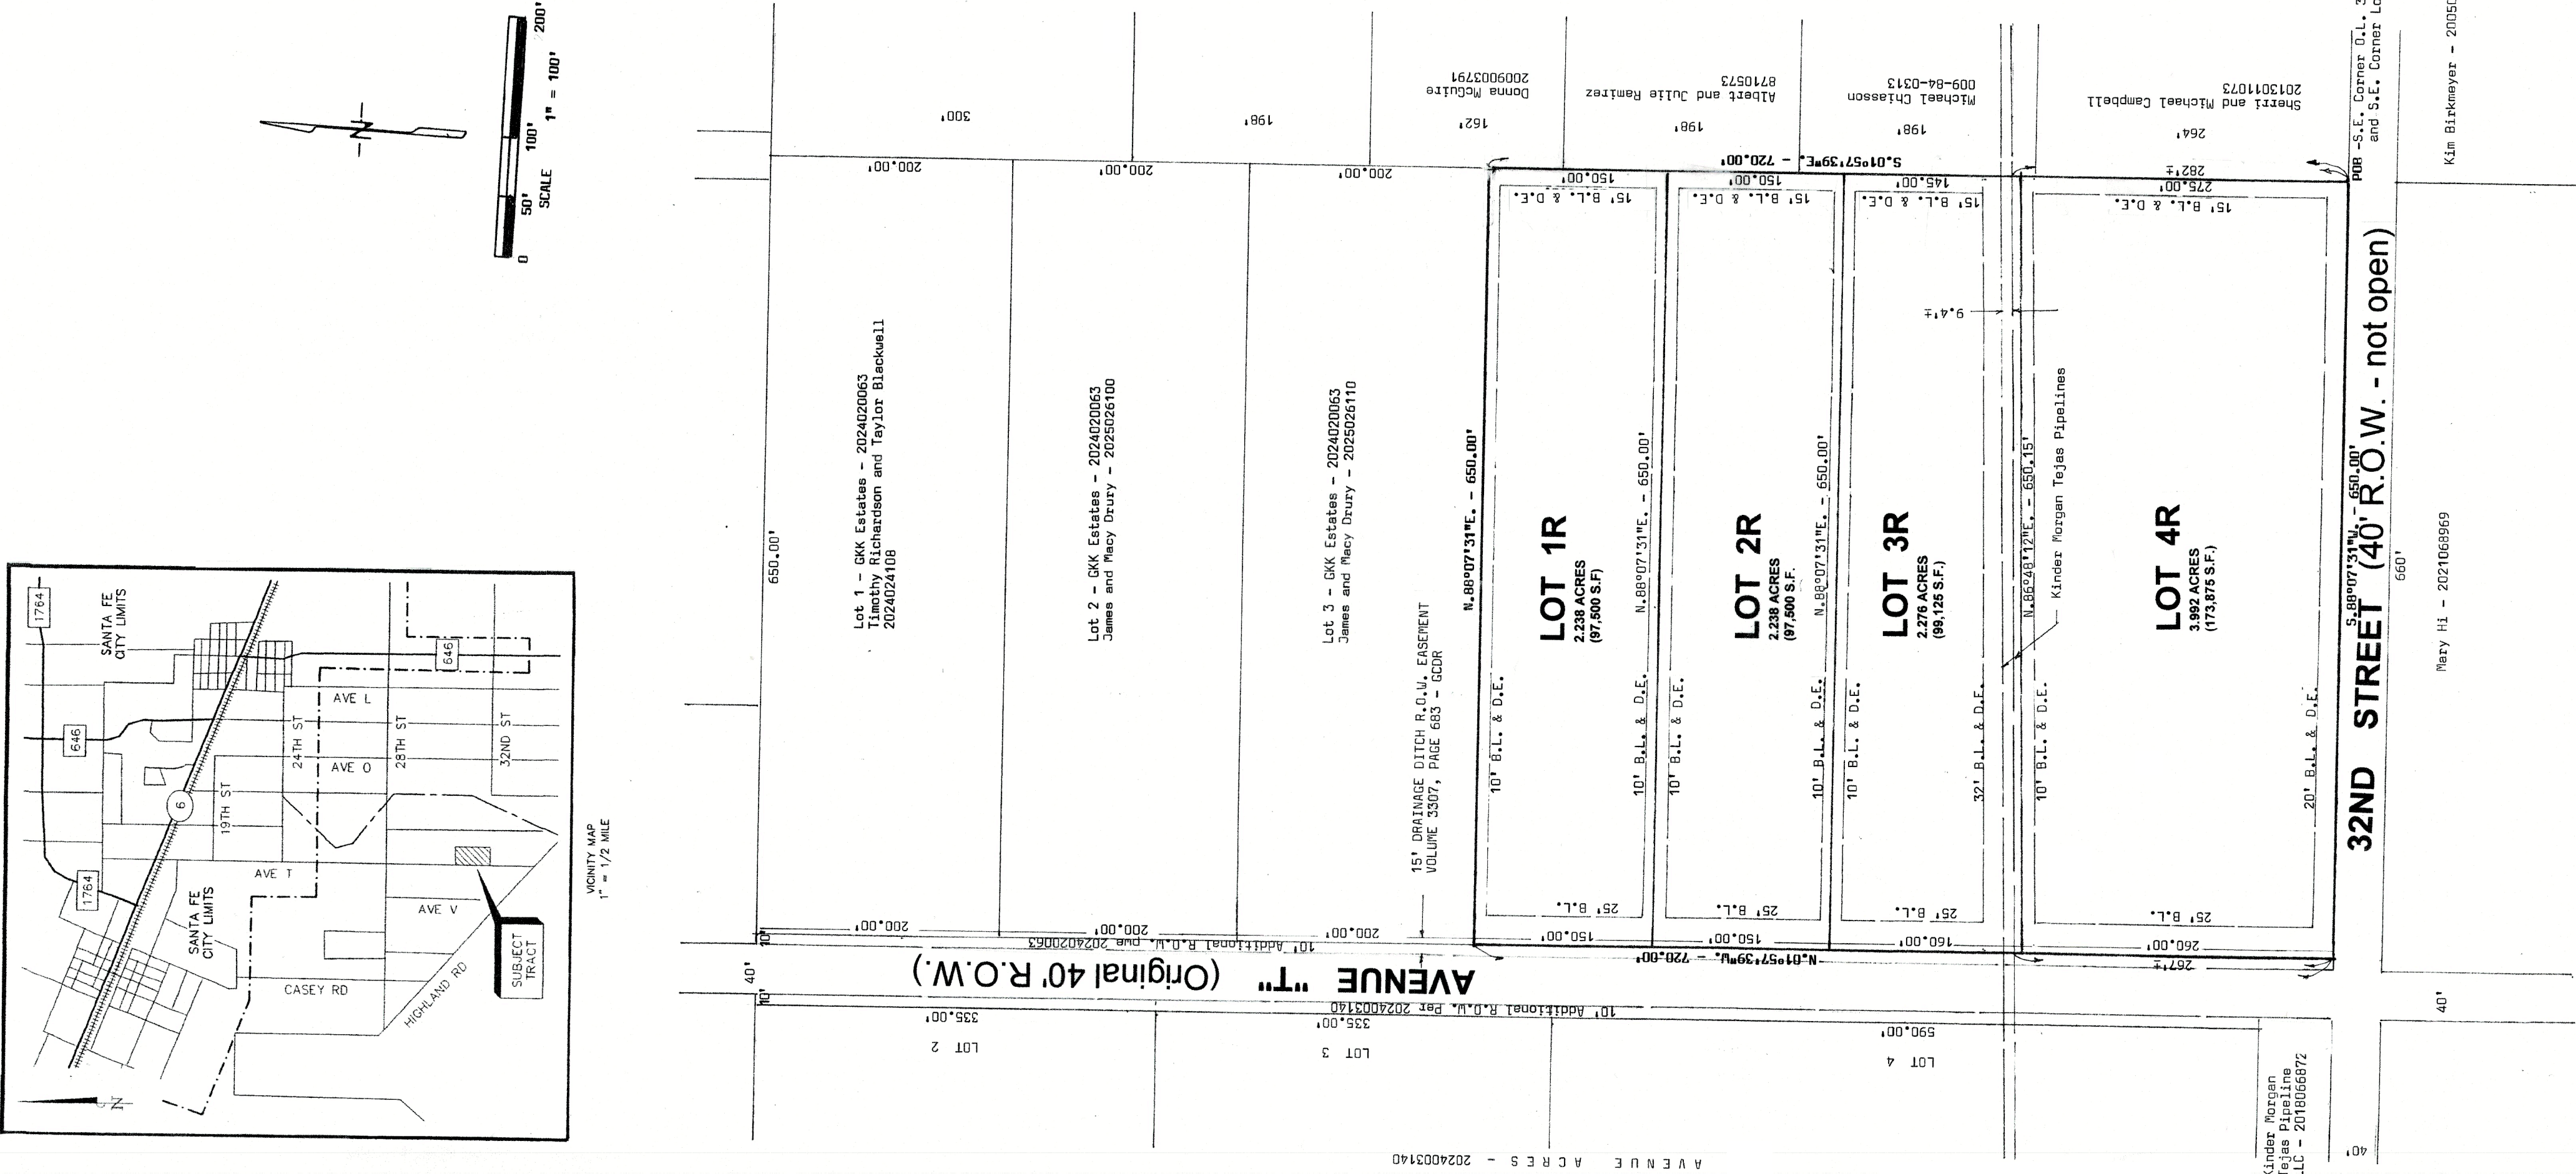 1764
SANTA FE
CITY LIMITS
646
646
AVE L
24TH ST
28TH ST
32ND ST
AVE O
19TH ST
6
AVE T
1764
SANTA FE
CITY LIMITS
AVE V
CASEY RD
HIGHLAND RD
SUBJECT
TRACT
N
VICINITY MAP
1" = 1/2 MILE
N
0
50'
100'
200'
SCALE
1" = 100'
300'
198'
Donna McGuire
2009003791
162'
Albert and Julie Ramirez
8710573
198'
Michael Chiasson
009-84-0313
198'
Sherri and Michael Campbell
2013011073
264'
POB -S.E. Corner O.L. 3
and S.E. Corner Lo
Kim Birkmeyer - 20050
200.00'
200.00'
200.00'
S.01°57'39"E. - 720.00'
150.00'
150.00'
145.00'
282'±
275.00'
15' B.L. & D.E.
15' B.L. & D.E.
15' B.L. & D.E.
15' B.L. & D.E.
9.4'±
650.00'
Lot 1 - GKK Estates - 2024020063
Timothy Richardson and Taylor Blackwell
2024024108
Lot 2 - GKK Estates - 2024020063
James and Macy Drury - 2025026100
Lot 3 - GKK Estates - 2024020063
James and Macy Drury - 2025026110
15' DRAINAGE DITCH R.O.W. EASEMENT
VOLUME 3307, PAGE 683 - GCDR
N.88°07'31"E. - 650.00'
LOT 1R
2.238 ACRES
(97,500 S.F)
N.88°07'31"E. - 650.00'
LOT 2R
2.238 ACRES
(97,500 S.F.
N.88°07'31"E. - 650.00'
LOT 3R
2.276 ACRES
(99,125 S.F.)
N.86°48'12"E. - 650.15'
Kinder Morgan Tejas Pipelines
LOT 4R
3.992 ACRES
(173,875 S.F.)
S.88°07'31"W. - 650.00'
32ND STREET (40' R.O.W. - not open)
660'
Mary Hi - 2021068969
10' B.L. & D.E.
10' B.L. & D.E.
10' B.L. & D.E.
10' B.L. & D.E.
10' B.L. & D.E.
32' B.L. & D.E.
10' B.L. & D.E.
20' B.L. & D.E.
25' B.L.
25' B.L.
25' B.L.
25' B.L.
200.00'
200.00'
200.00'
150.00'
150.00'
160.00'
260.00'
267'±
10'
10' Additional R.O.W. pwa 2024020063
N.01°57'39"W. - 720.00'
40'
AVENUE "T" (Original 40' R.O.W.)
10'
10' Additional R.O.W. Per 2024003140
335.00'
335.00'
590.00'
LOT 2
LOT 3
LOT 4
40'
40'
Kinder Morgan
Tejas Pipeline
LLC - 2018066872
AVENUE ACRES - 2024003140